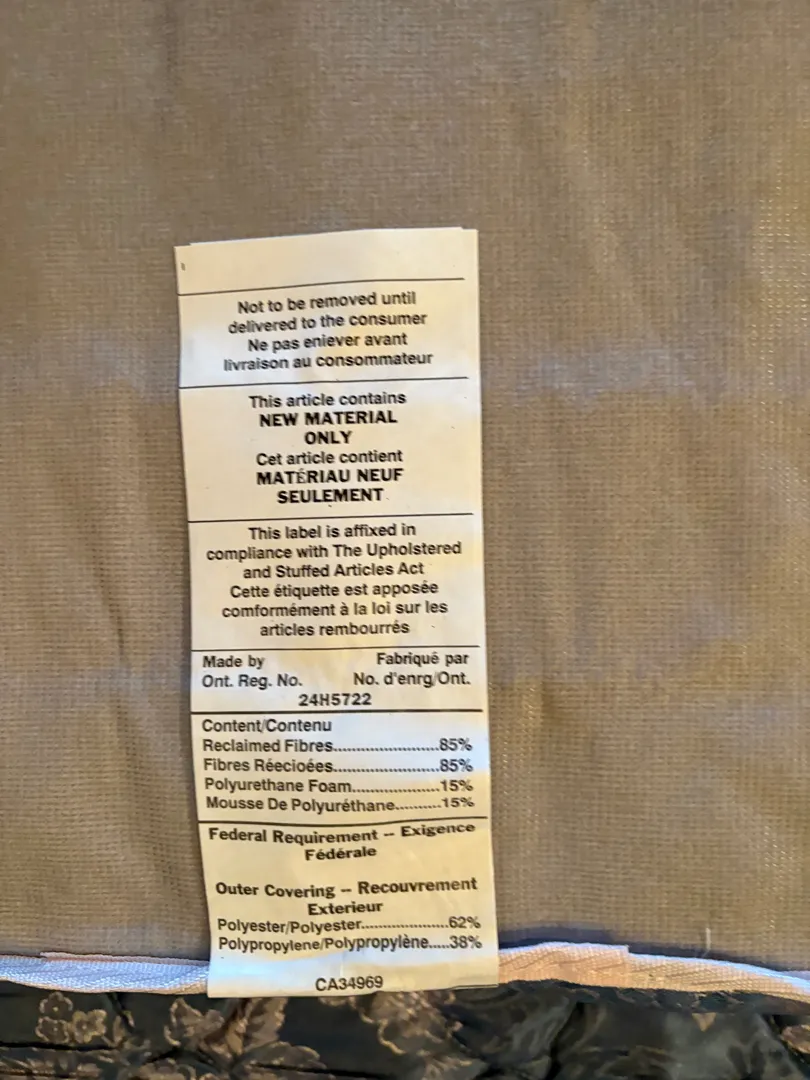 Not to be removed until
delivered to the consumer
Ne pas eniever avant
livraison au consommateur
This article contains
NEW MATERIAL
ONLY
Cet article contient
MATÉRIAU NEUF
SEULEMENT
This label is affixed in
compliance with The Upholstered
and Stuffed Articles Act
Cette étiquette est apposée
comformément à la loi sur les
articles rembourrés
Made by Fabriqué par
Ont. Reg. No. No. d'enrg/Ont.
24H5722
Content/Contenu
Reclaimed Fibres........................85%
Fibres Réecioées.......................85%
Polyurethane Foam...................15%
Mousse De Polyuréthane..........15%
Federal Requirement -- Exigence
Fédérale
Outer Covering -- Recouvrement
Exterieur
Polyester/Polyester...................62%
Polypropylene/Polypropylène.....38%
CA34969